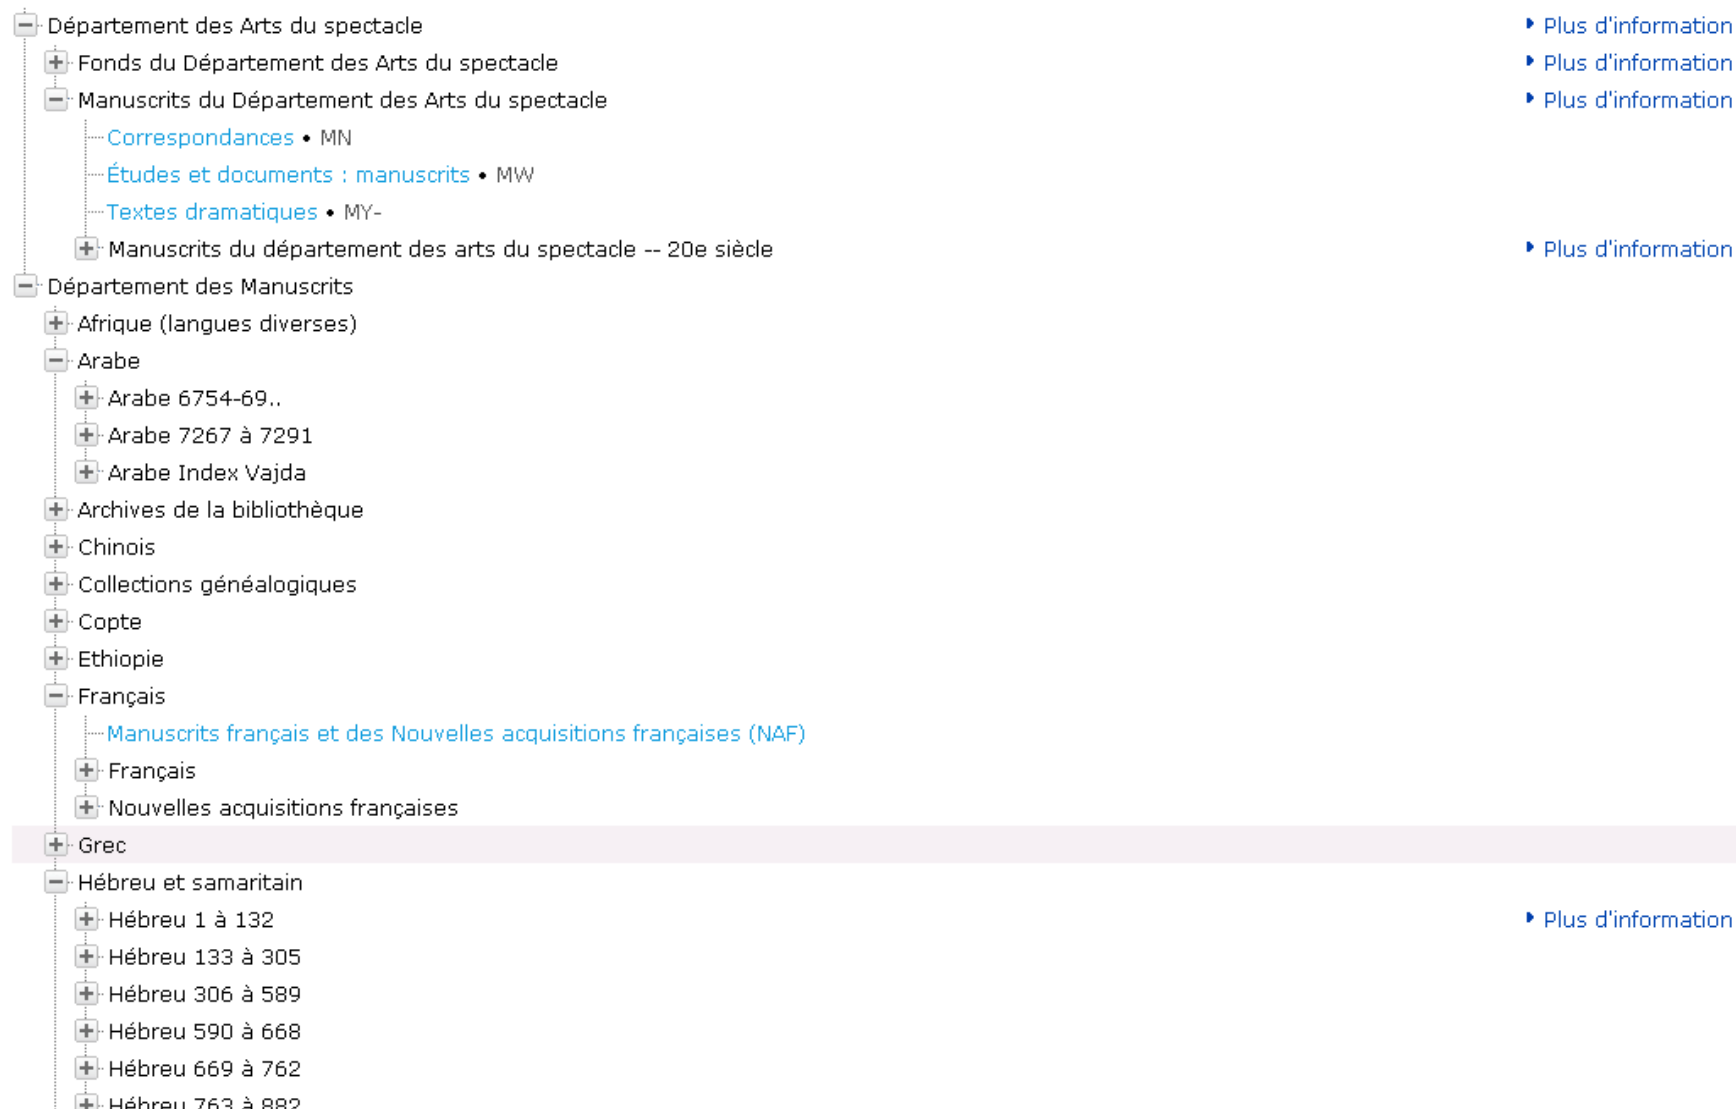 Département des Arts du spectacle Plus d'information
Fonds du Département des Arts du spectacle Plus d'information
Manuscrits du Département des Arts du spectacle Plus d'information
Correspondances • MN
Études et documents : manuscrits • MW
Textes dramatiques • MY-
Manuscrits du département des arts du spectacle -- 20e siècle Plus d'information
Département des Manuscrits
Afrique (langues diverses)
Arabe
Arabe 6754-69..
Arabe 7267 à 7291
Arabe Index Vajda
Archives de la bibliothèque
Chinois
Collections généalogiques
Copte
Ethiopie
Français
Manuscrits français et des Nouvelles acquisitions françaises (NAF)
Français
Nouvelles acquisitions françaises
Grec
Hébreu et samaritain
Hébreu 1 à 132 Plus d'information
Hébreu 133 à 305
Hébreu 306 à 589
Hébreu 590 à 668
Hébreu 669 à 762
Hébreu 763 à 882